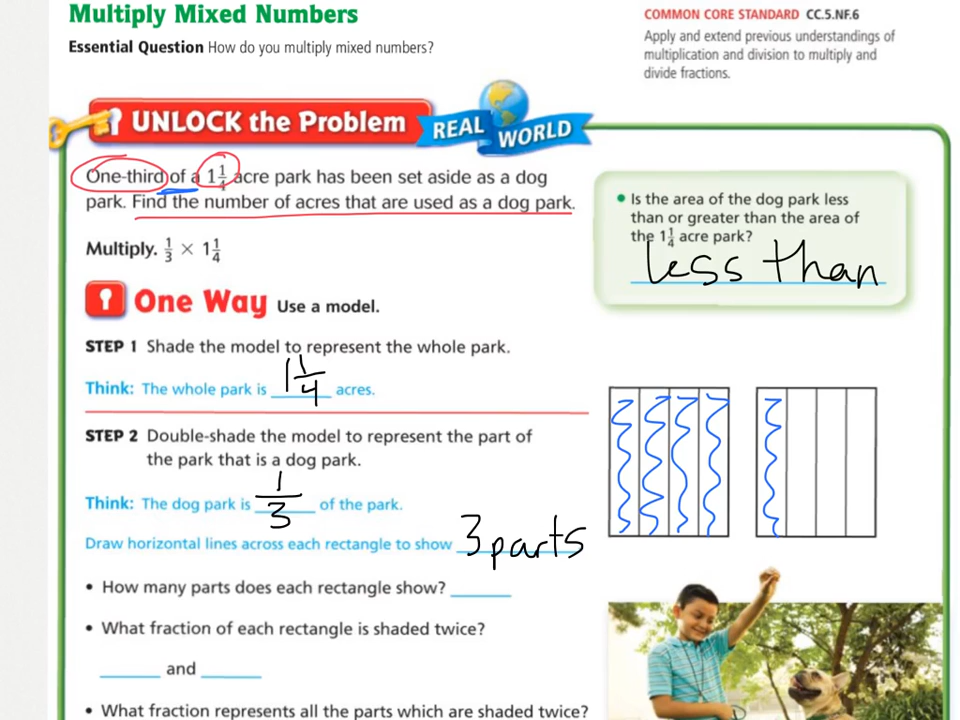 Multiply Mixed Numbers
Essential Question How do you multiply mixed numbers?
COMMON CORE STANDARD CC.5.NF.6
Apply and extend previous understandings of
multiplication and division to multiply and
divide fractions.
UNLOCK the Problem
REAL WORLD
One-third of a 1 1/4 acre park has been set aside as a dog
park. Find the number of acres that are used as a dog park.
• Is the area of the dog park less
than or greater than the area of
the 1 1/4 acre park?
less than
Multiply. 1/3 × 1 1/4
One Way Use a model.
STEP 1 Shade the model to represent the whole park.
Think: The whole park is 1 1/4 acres.
STEP 2 Double-shade the model to represent the part of
the park that is a dog park.
Think: The dog park is 1/3 of the park.
Draw horizontal lines across each rectangle to show 3 parts
• How many parts does each rectangle show? ______
• What fraction of each rectangle is shaded twice?
______ and ______
• What fraction represents all the parts which are shaded twice?